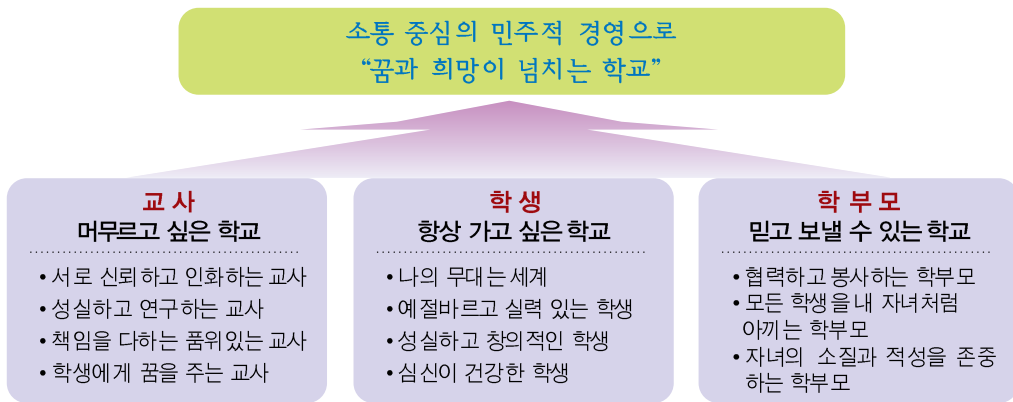 소통 중심의 민주적 경영으로
“꿈과 희망이 넘치는 학교”
교 사
머무르고 싶은 학교
• 서로 신뢰하고 인화하는 교사
• 성실하고 연구하는 교사
• 책임을 다하는 품위있는 교사
• 학생에게 꿈을 주는 교사
학 생
항상 가고 싶은 학교
• 나의 무대는 세계
• 예절바르고 실력 있는 학생
• 성실하고 창의적인 학생
• 심신이 건강한 학생
학 부 모
믿고 보낼 수 있는 학교
• 협력하고 봉사하는 학부모
• 모든 학생을 내 자녀처럼
아끼는 학부모
• 자녀의 소질과 적성을 존중
하는 학부모